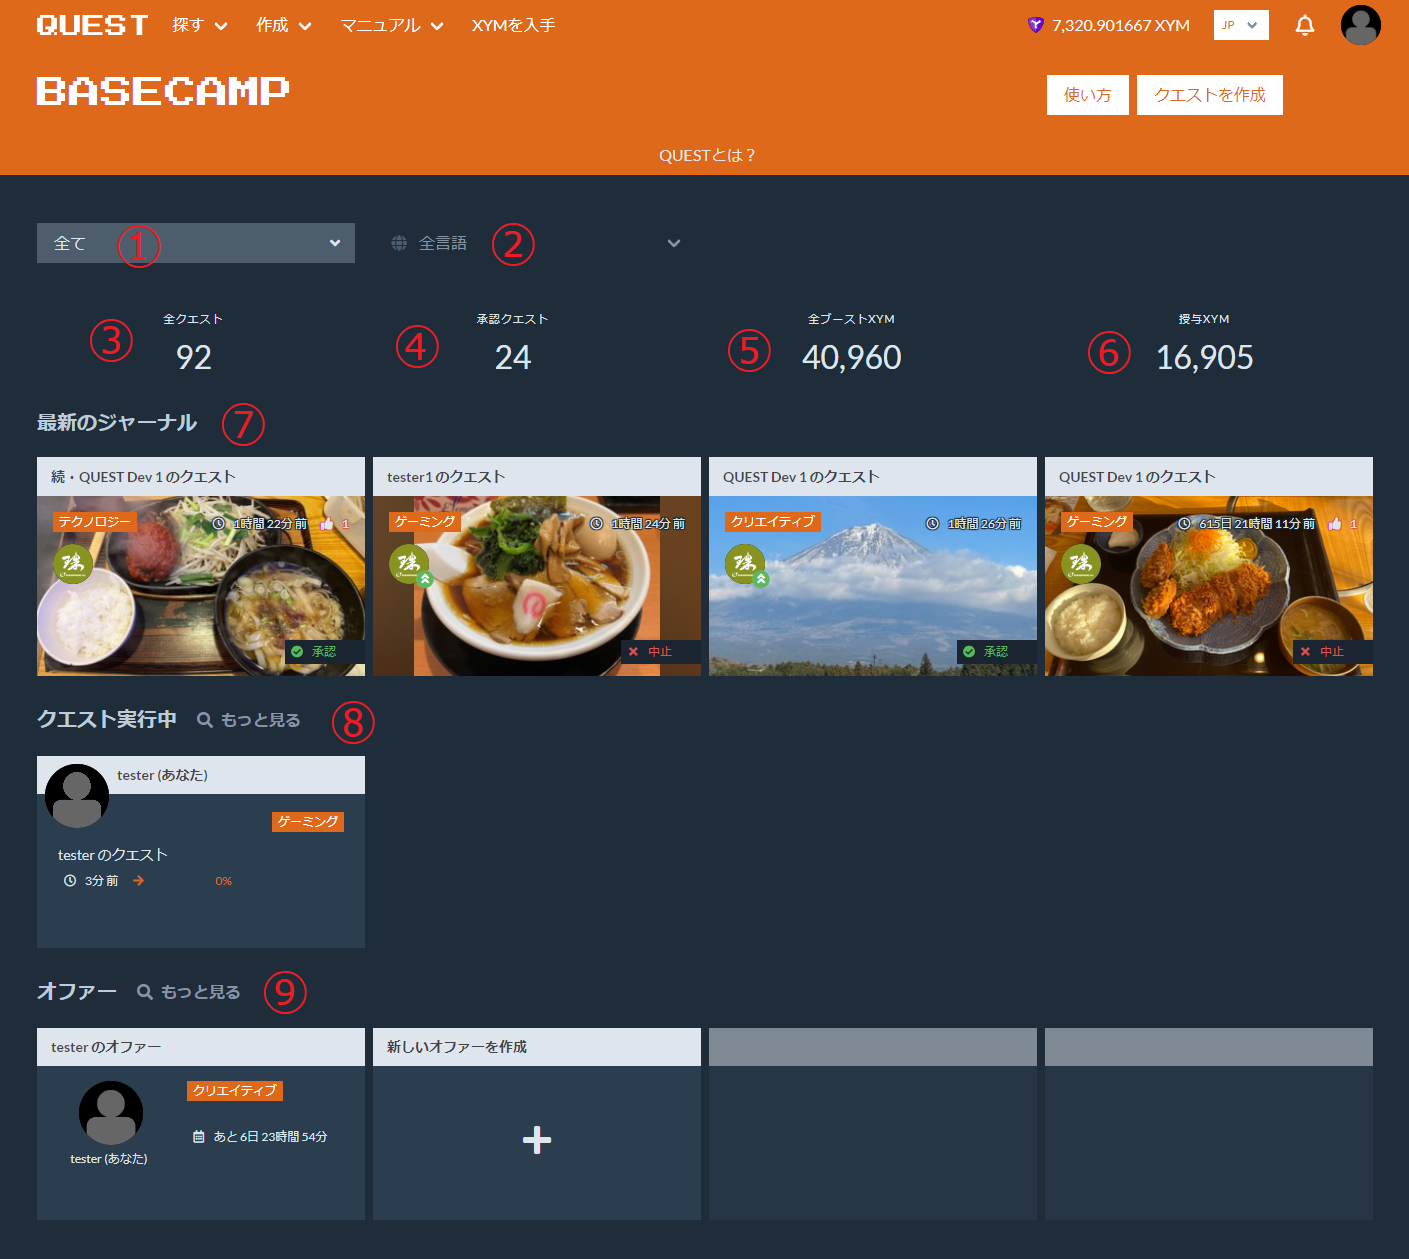 QUEST 探す 作成 マニュアル XYMを入手 7,320.901667 XYM JP
BASECAMP 使い方 クエストを作成
QUESTとは？
全て ① 全言語 ②
③ 全クエスト ④ 承認クエスト ⑤ 全ブーストXYM ⑥ 授与XYM
92 24 40,960 16,905
最新のジャーナル ⑦
続・QUEST Dev 1 のクエスト
テクノロジー 1時間 22分 前 1
承認
tester1 のクエスト
ゲーミング 1時間 24分 前
中止
QUEST Dev 1 のクエスト
クリエイティブ 1時間 26分 前
承認
QUEST Dev 1 のクエスト
ゲーミング 615日 21時間 11分 前 1
中止
クエスト実行中 もっと見る ⑧
tester (あなた)
ゲーミング
tester のクエスト
3分 前 0%
オファー もっと見る ⑨
tester のオファー
クリエイティブ
あと 6日 23時間 54分
tester (あなた)
新しいオファーを作成